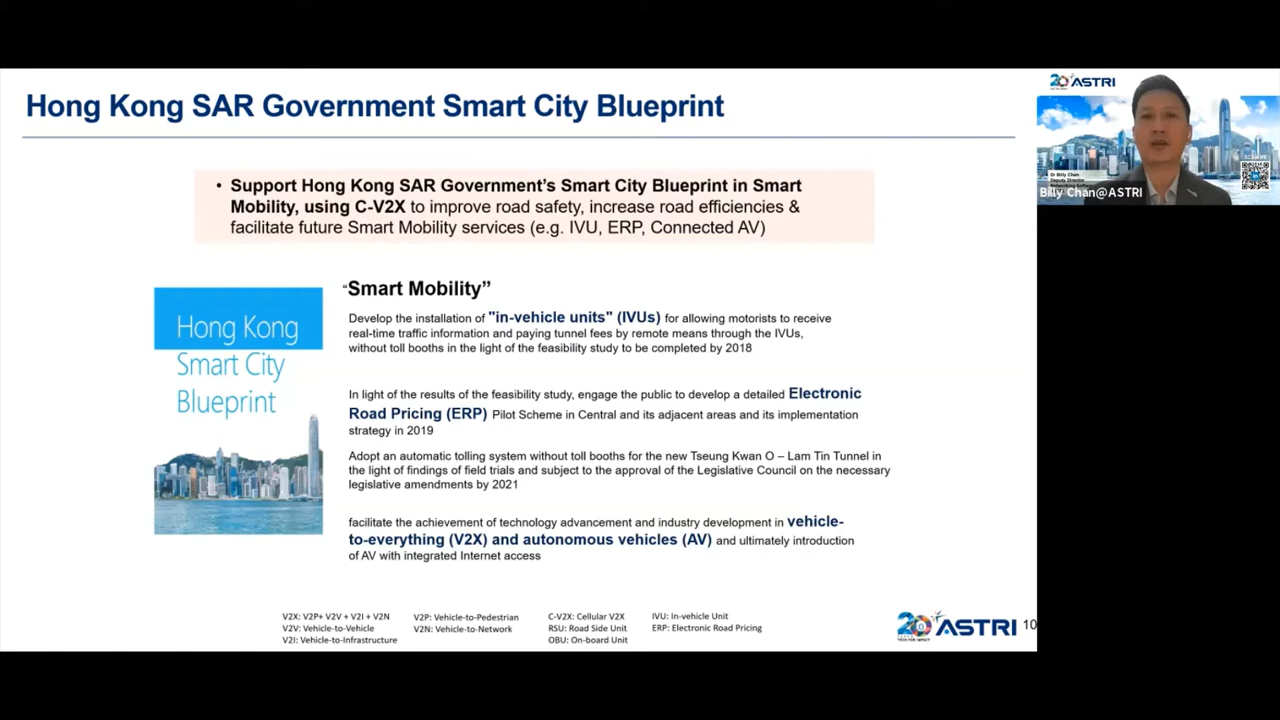 Hong Kong SAR Government Smart City Blueprint
• Support Hong Kong SAR Government's Smart City Blueprint in Smart
Mobility, using C-V2X to improve road safety, increase road efficiencies &
facilitate future Smart Mobility services (e.g. IVU, ERP, Connected AV)
Hong Kong
Smart City
Blueprint
“Smart Mobility”
Develop the installation of "in-vehicle units" (IVUs) for allowing motorists to receive
real-time traffic information and paying tunnel fees by remote means through the IVUs,
without toll booths in the light of the feasibility study to be completed by 2018
In light of the results of the feasibility study, engage the public to develop a detailed Electronic
Road Pricing (ERP) Pilot Scheme in Central and its adjacent areas and its implementation
strategy in 2019
Adopt an automatic tolling system without toll booths for the new Tseung Kwan O – Lam Tin Tunnel in
the light of findings of field trials and subject to the approval of the Legislative Council on the necessary
legislative amendments by 2021
facilitate the achievement of technology advancement and industry development in vehicle-
to-everything (V2X) and autonomous vehicles (AV) and ultimately introduction
of AV with integrated Internet access
V2X: V2P+ V2V + V2I + V2N
V2V: Vehicle-to-Vehicle
V2I: Vehicle-to-Infrastructure
V2P: Vehicle-to-Pedestrian
V2N: Vehicle-to-Network
C-V2X: Cellular V2X
RSU: Road Side Unit
OBU: On-board Unit
IVU: In-vehicle Unit
ERP: Electronic Road Pricing
20 ASTRI
10
20 ASTRI
Dr Billy Chan
Deputy Director
Billy Chan@ASTRI